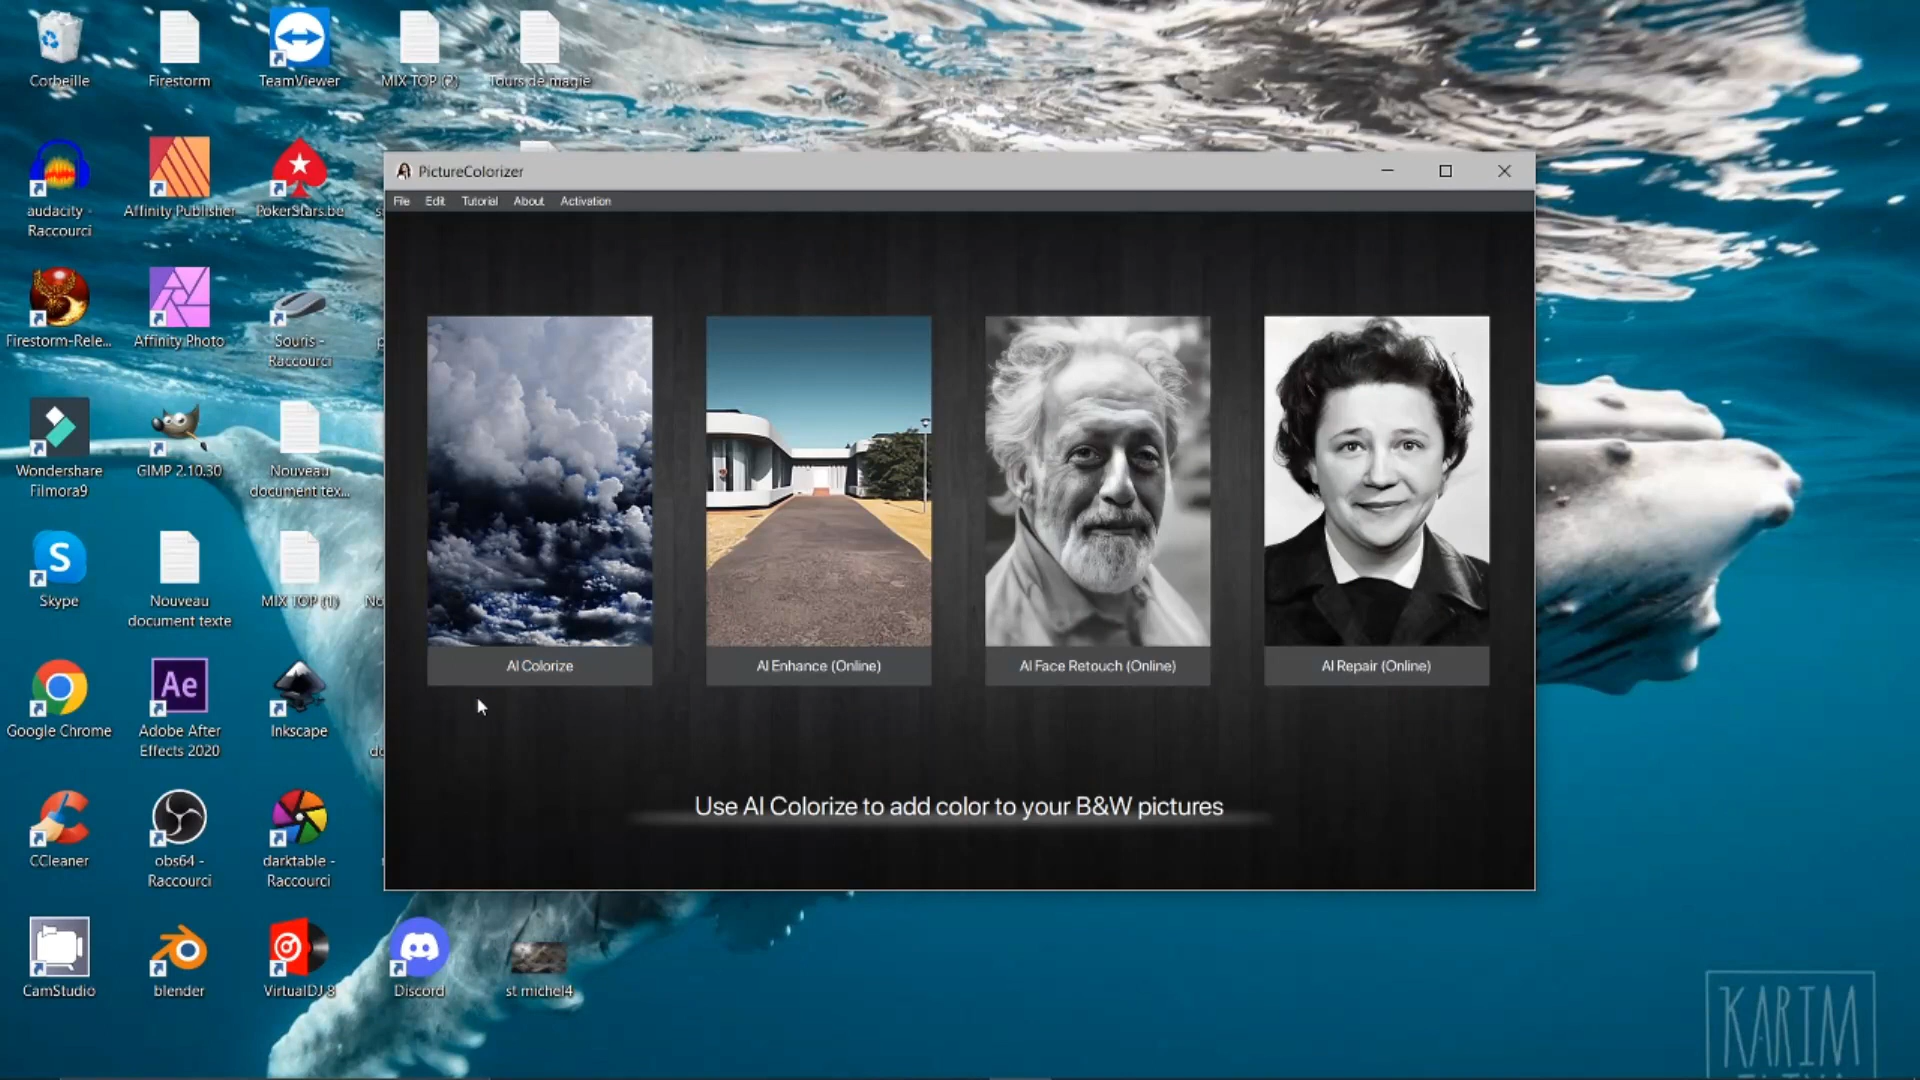 Corbeille
Firestorm
TeamViewer
MIX TOP (2)
Tours de magie
audacity -
Raccourci
Affinity Publisher
PokerStars.be
Firestorm-Rele...
Affinity Photo
Souris -
Raccourci
Wondershare
Filmora9
GIMP 2.10.30
Nouveau
document tex...
Skype
Nouveau
document texte
MIX TOP (1)
Google Chrome
Adobe After
Effects 2020
Ae
Inkscape
CCleaner
obs64 -
Raccourci
darktable -
Raccourci
CamStudio
blender
VirtualDJ 8
Discord
st michel4
PictureColorizer
File Edit Tutorial About Activation
AI Colorize
AI Enhance (Online)
AI Face Retouch (Online)
AI Repair (Online)
Use AI Colorize to add color to your B&W pictures
KARIM